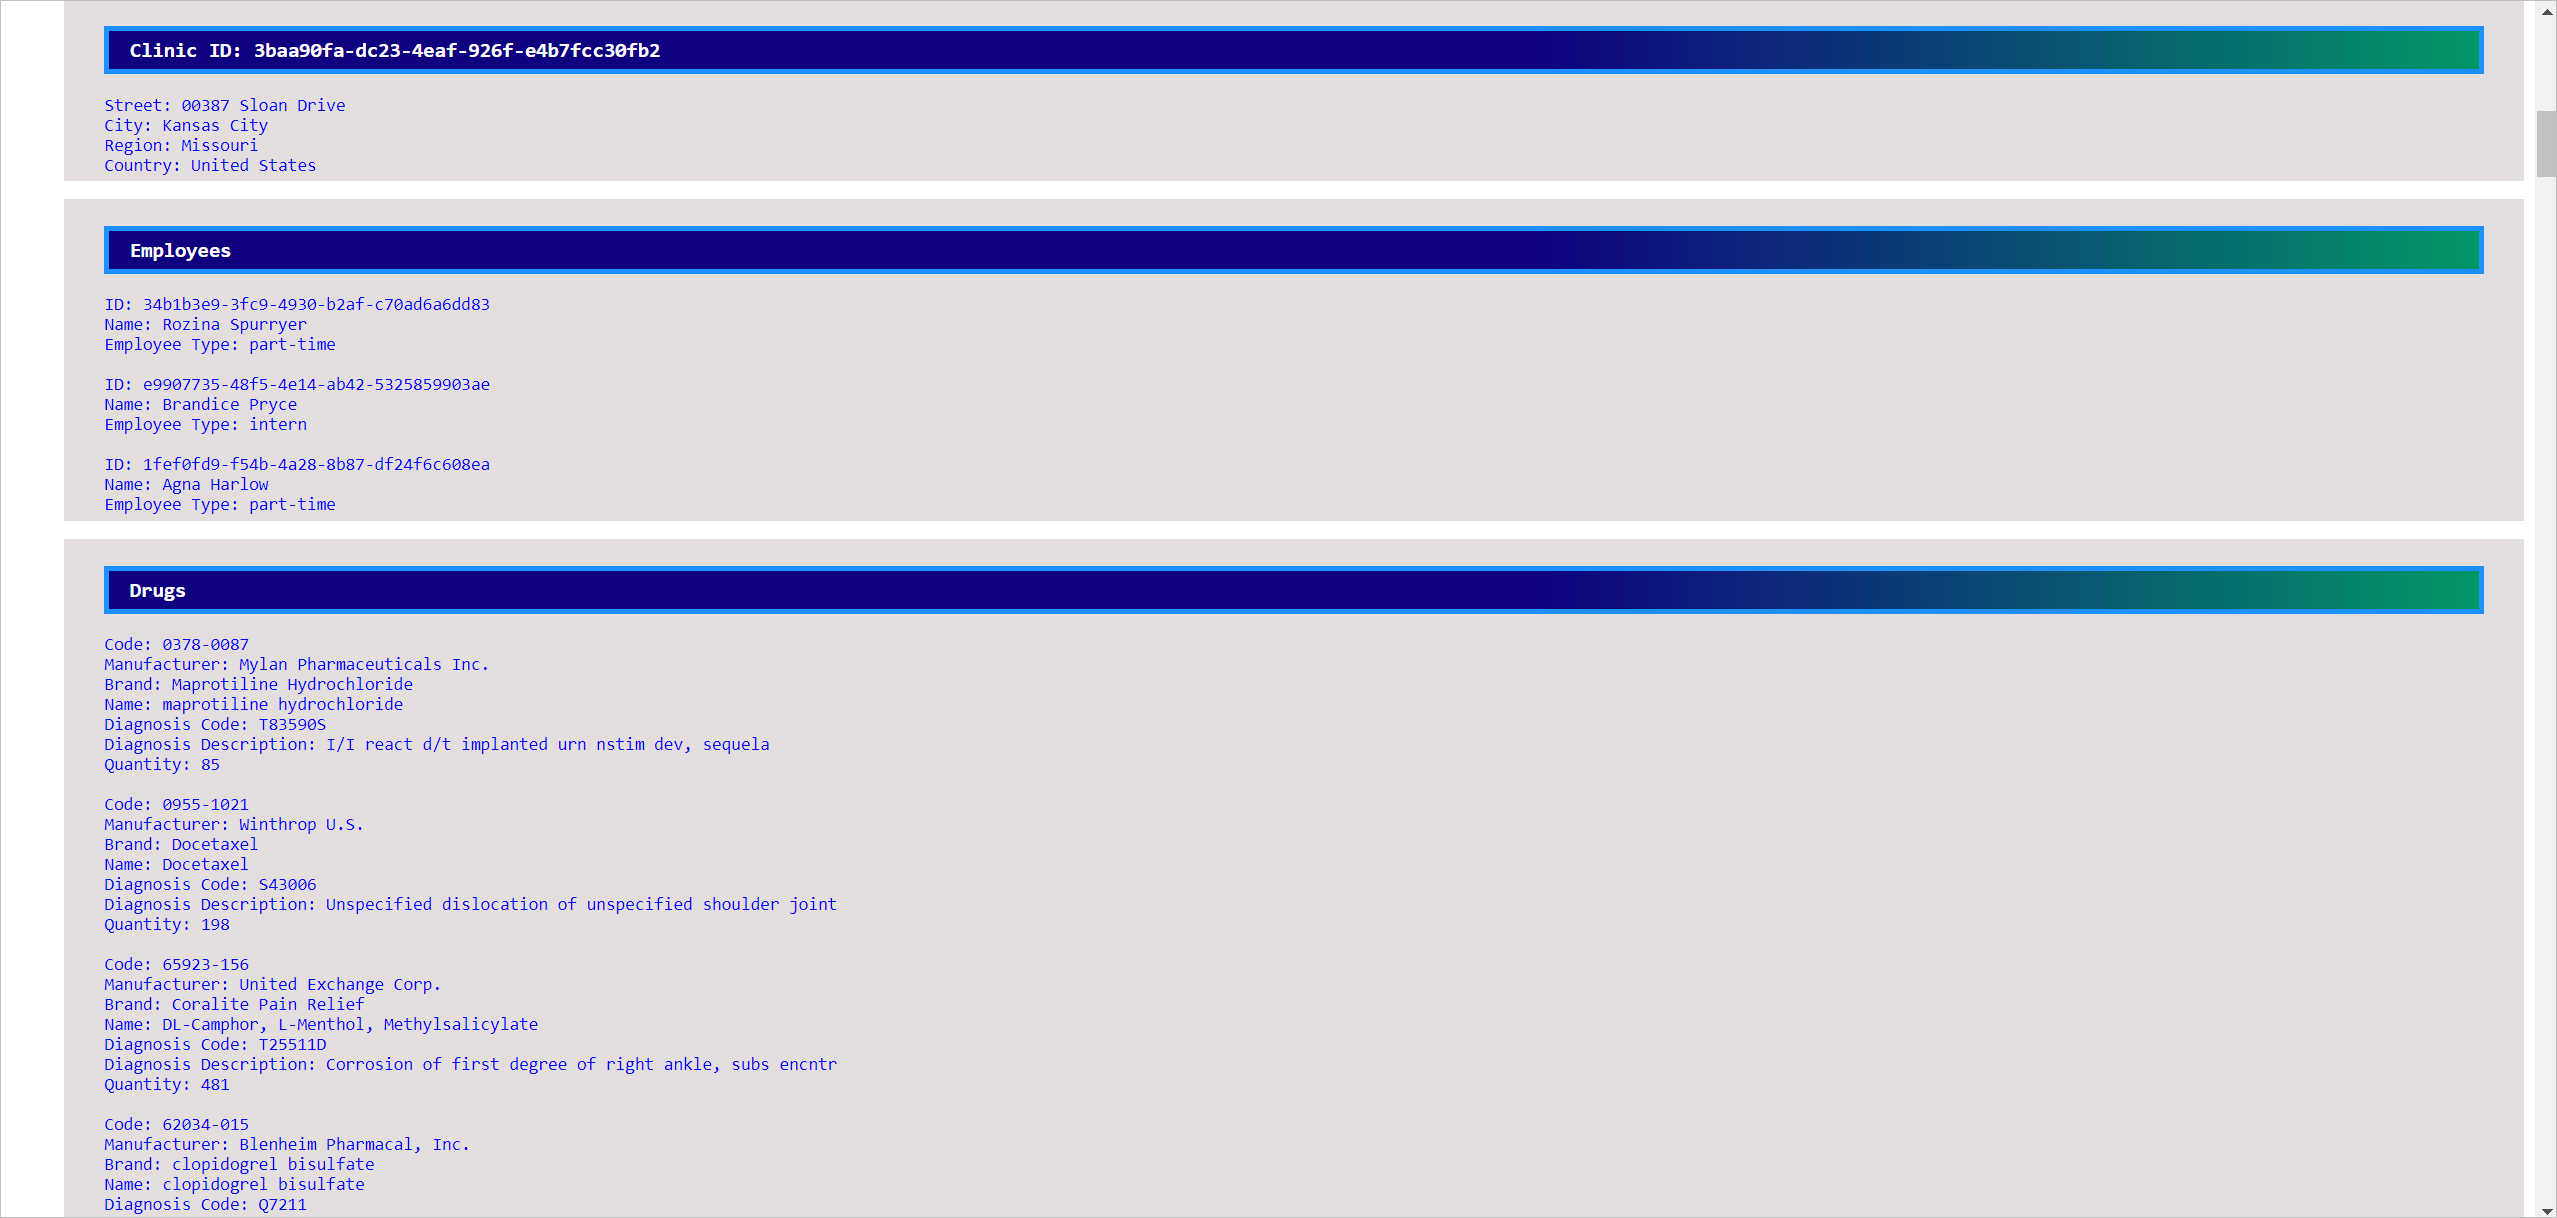 Clinic ID: 3baa90fa-dc23-4eaf-926f-e4b7fcc30fb2
Street: 00387 Sloan Drive
City: Kansas City
Region: Missouri
Country: United States
Employees
ID: 34b1b3e9-3fc9-4930-b2af-c70ad6a6dd83
Name: Rozina Spurryer
Employee Type: part-time
ID: e9907735-48f5-4e14-ab42-5325859903ae
Name: Brandice Pryce
Employee Type: intern
ID: 1fef0fd9-f54b-4a28-8b87-df24f6c608ea
Name: Agna Harlow
Employee Type: part-time
Drugs
Code: 0378-0087
Manufacturer: Mylan Pharmaceuticals Inc.
Brand: Maprotiline Hydrochloride
Name: maprotiline hydrochloride
Diagnosis Code: T83590S
Diagnosis Description: I/I react d/t implanted urn nstim dev, sequela
Quantity: 85
Code: 0955-1021
Manufacturer: Winthrop U.S.
Brand: Docetaxel
Name: Docetaxel
Diagnosis Code: S43006
Diagnosis Description: Unspecified dislocation of unspecified shoulder joint
Quantity: 198
Code: 65923-156
Manufacturer: United Exchange Corp.
Brand: Coralite Pain Relief
Name: DL-Camphor, L-Menthol, Methylsalicylate
Diagnosis Code: T25511D
Diagnosis Description: Corrosion of first degree of right ankle, subs encntr
Quantity: 481
Code: 62034-015
Manufacturer: Blenheim Pharmacal, Inc.
Brand: clopidogrel bisulfate
Name: clopidogrel bisulfate
Diagnosis Code: Q7211